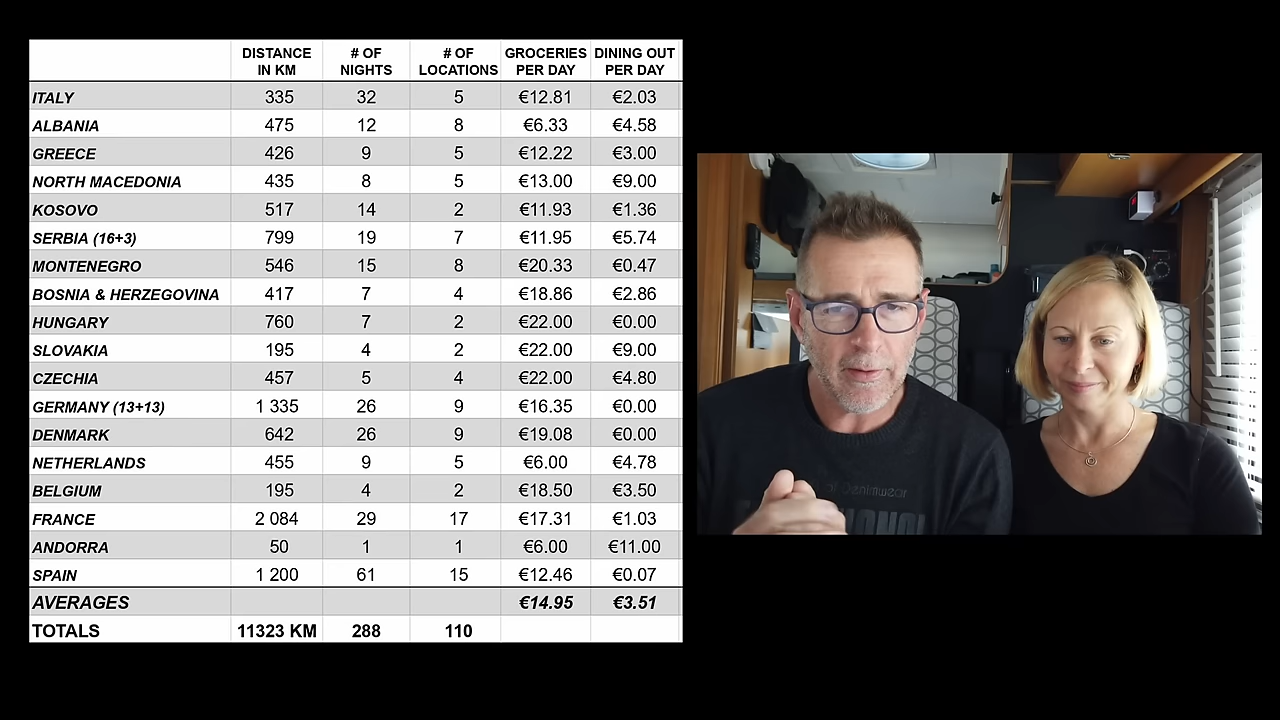 DISTANCE IN KM # OF NIGHTS # OF LOCATIONS GROCERIES PER DAY DINING OUT PER DAY
ITALY 335 32 5 €12.81 €2.03
ALBANIA 475 12 8 €6.33 €4.58
GREECE 426 9 5 €12.22 €3.00
NORTH MACEDONIA 435 8 5 €13.00 €9.00
KOSOVO 517 14 2 €11.93 €1.36
SERBIA (16+3) 799 19 7 €11.95 €5.74
MONTENEGRO 546 15 8 €20.33 €0.47
BOSNIA & HERZEGOVINA 417 7 4 €18.86 €2.86
HUNGARY 760 7 2 €22.00 €0.00
SLOVAKIA 195 4 2 €22.00 €9.00
CZECHIA 457 5 4 €22.00 €4.80
GERMANY (13+13) 1 335 26 9 €16.35 €0.00
DENMARK 642 26 9 €19.08 €0.00
NETHERLANDS 455 9 5 €6.00 €4.78
BELGIUM 195 4 2 €18.50 €3.50
FRANCE 2 084 29 17 €17.31 €1.03
ANDORRA 50 1 1 €6.00 €11.00
SPAIN 1 200 61 15 €12.46 €0.07
AVERAGES €14.95 €3.51
TOTALS 11323 KM 288 110